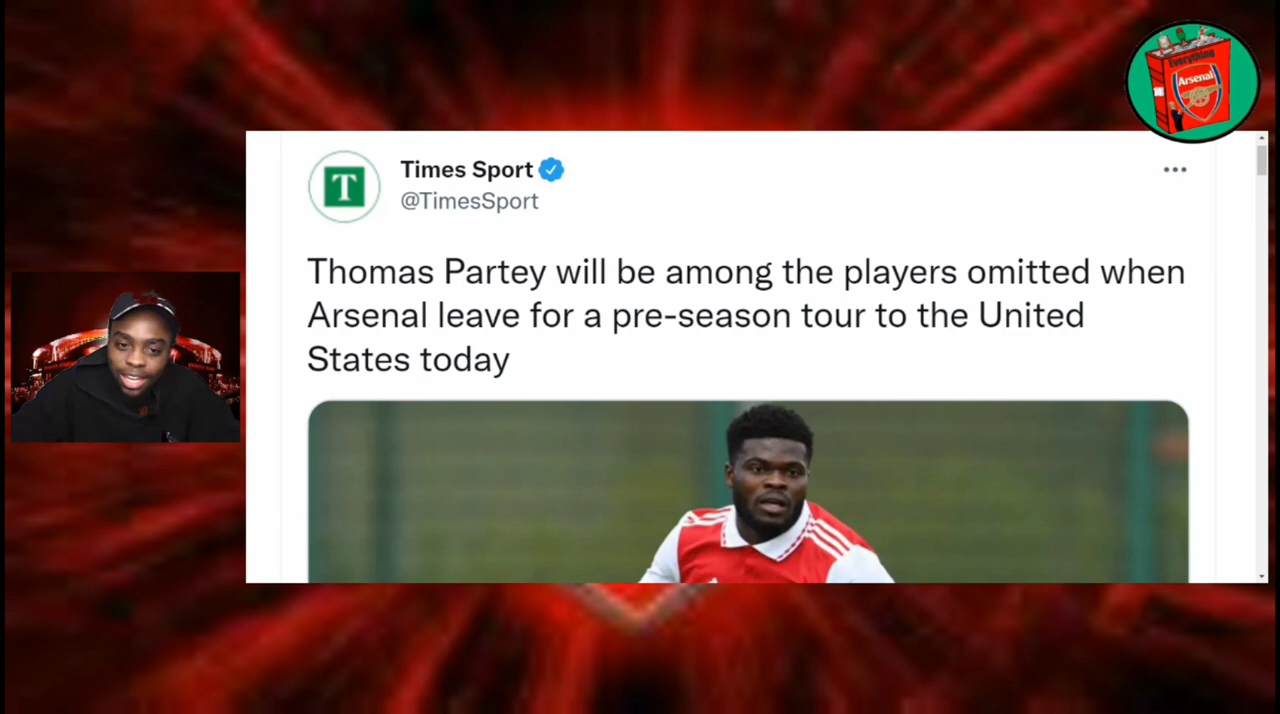 Everything
Arsenal
T
Times Sport
@TimesSport
Thomas Partey will be among the players omitted when
Arsenal leave for a pre-season tour to the United
States today